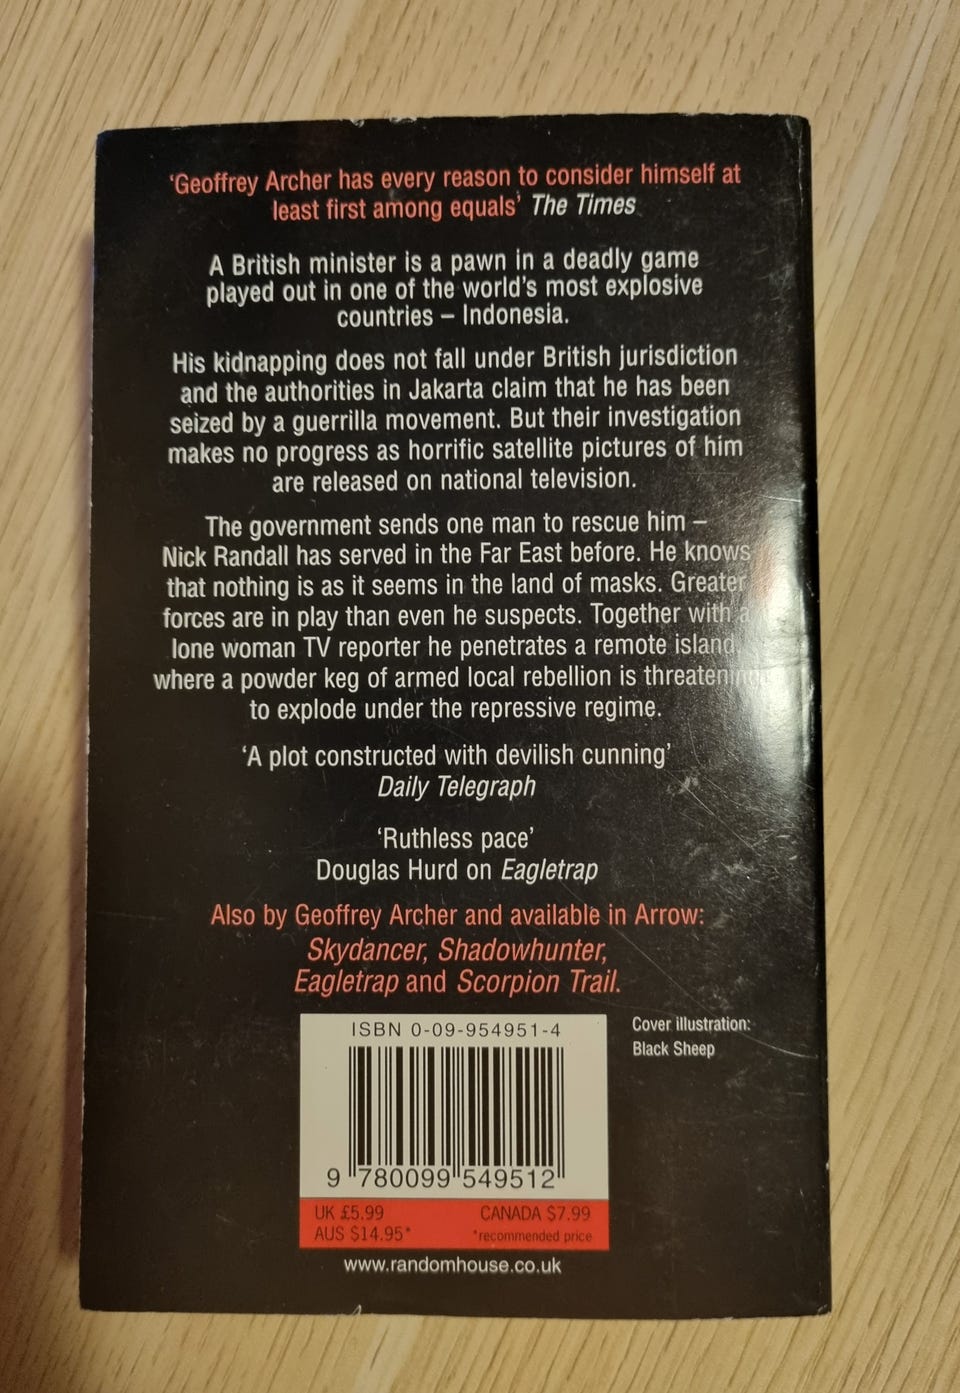 ‘Geoffrey Archer has every reason to consider himself at
least first among equals’ The Times
A British minister is a pawn in a deadly game
played out in one of the world’s most explosive
countries – Indonesia.
His kidnapping does not fall under British jurisdiction
and the authorities in Jakarta claim that he has been
seized by a guerrilla movement. But their investigation
makes no progress as horrific satellite pictures of him
are released on national television.
The government sends one man to rescue him –
Nick Randall has served in the Far East before. He knows
that nothing is as it seems in the land of masks. Greater
forces are in play than even he suspects. Together with a
lone woman TV reporter he penetrates a remote island,
where a powder keg of armed local rebellion is threatening
to explode under the repressive regime.
‘A plot constructed with devilish cunning’
Daily Telegraph
‘Ruthless pace’
Douglas Hurd on Eagletrap
Also by Geoffrey Archer and available in Arrow:
Skydancer, Shadowhunter,
Eagletrap and Scorpion Trail.
ISBN 0-09-954951-4
Cover illustration:
Black Sheep
9 780099 549512
UK £5.99 CANADA $7.99
AUS $14.95* *recommended price
www.randomhouse.co.uk